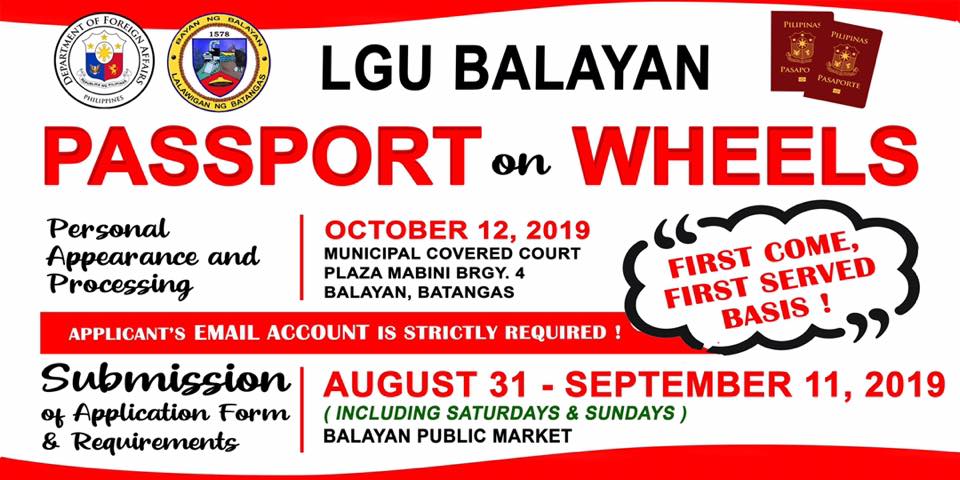 DEPARTMENT OF FOREIGN AFFAIRS
PHILIPPINES
BAYAN NG BALAYAN
1578
LALAWIGAN NG BATANGAS
LGU BALAYAN
PILIPINAS
PASAPO
PILIPINAS
PASAPORTE
PASSPORT on WHEELS
Personal
Appearance and
Processing
OCTOBER 12, 2019
MUNICIPAL COVERED COURT
PLAZA MABINI BRGY. 4
BALAYAN, BATANGAS
“ FIRST COME,
FIRST SERVED
BASIS ! ”
APPLICANT'S EMAIL ACCOUNT IS STRICTLY REQUIRED !
Submission
of Application Form
& Requirements
AUGUST 31 - SEPTEMBER 11, 2019
( INCLUDING SATURDAYS & SUNDAYS )
BALAYAN PUBLIC MARKET